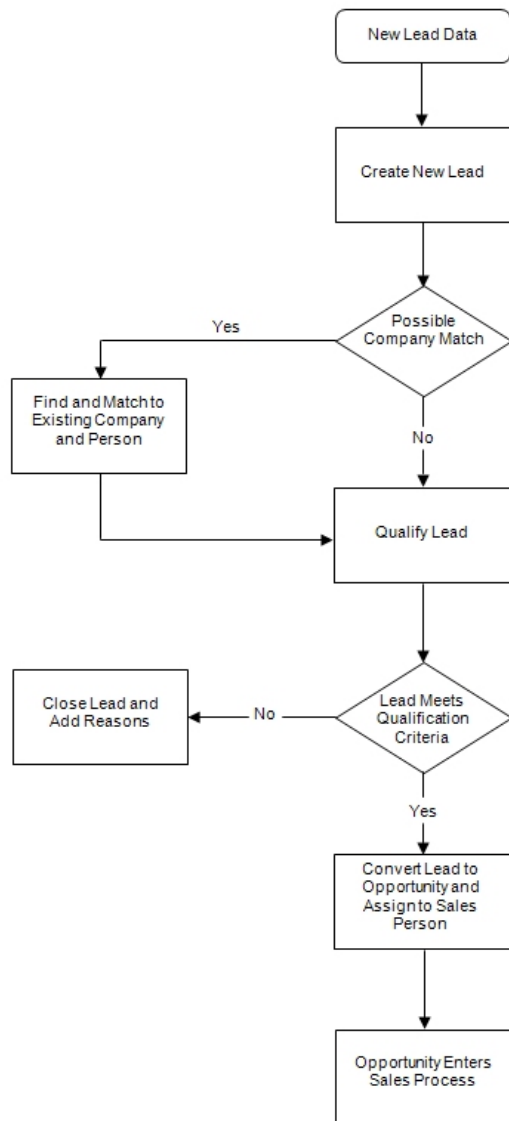 New Lead Data
Create New Lead
Possible
Company Match
Yes
Find and Match to
Existing Company
and Person
No
Qualify Lead
Lead Meets
Qualification
Criteria
No
Close Lead and
Add Reasons
Yes
Convert Lead to
Opportunity and
Assign to Sales
Person
Opportunity Enters
Sales Process